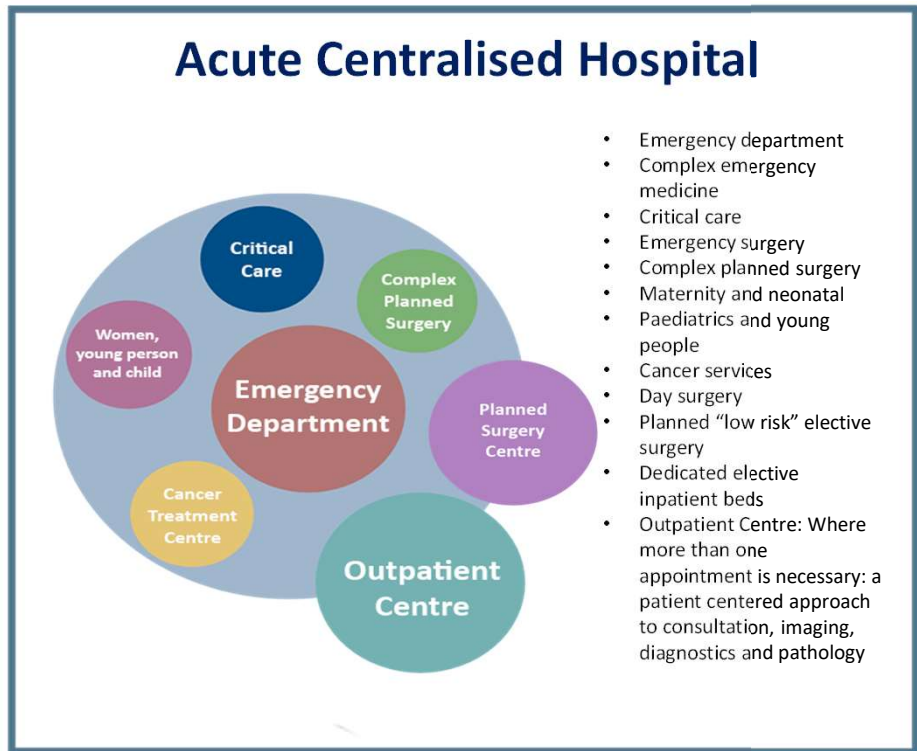 Acute Centralised Hospital
Critical
Care
Complex
Planned
Surgery
Women,
young person
and child
Emergency
Department
Planned
Surgery
Centre
Cancer
Treatment
Centre
Outpatient
Centre
• Emergency department
• Complex emergency
medicine
• Critical care
• Emergency surgery
• Complex planned surgery
• Maternity and neonatal
• Paediatrics and young
people
• Cancer services
• Day surgery
• Planned “low risk” elective
surgery
• Dedicated elective
inpatient beds
• Outpatient Centre: Where
more than one
appointment is necessary: a
patient centered approach
to consultation, imaging,
diagnostics and pathology